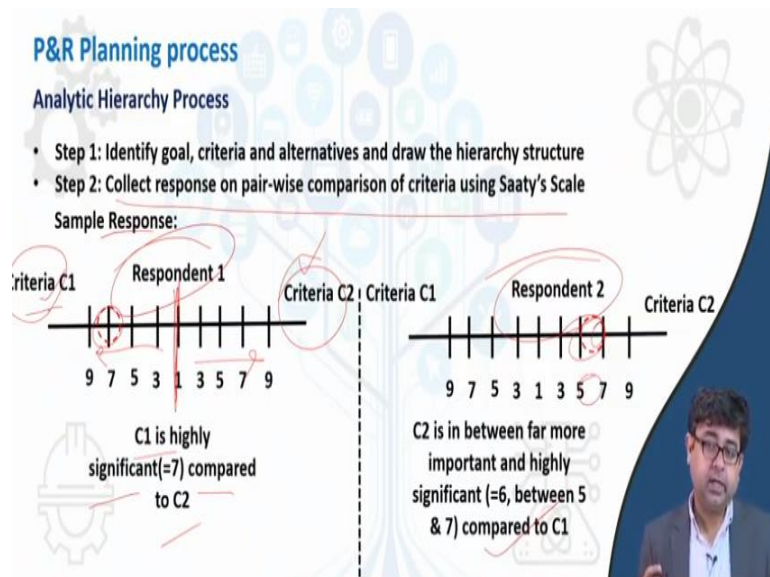 P&R Planning process
Analytic Hierarchy Process
• Step 1: Identify goal, criteria and alternatives and draw the hierarchy structure
• Step 2: Collect response on pair-wise comparison of criteria using Saaty's Scale
Sample Response:
riteria C1
Respondent 1
Criteria C2
9 7 5 3 1 3 5 7 9
C1 is highly
significant(=7) compared
to C2
Criteria C1
Respondent 2
Criteria C2
9 7 5 3 1 3 5 7 9
C2 is in between far more
important and highly
significant (=6, between 5
& 7) compared to C1